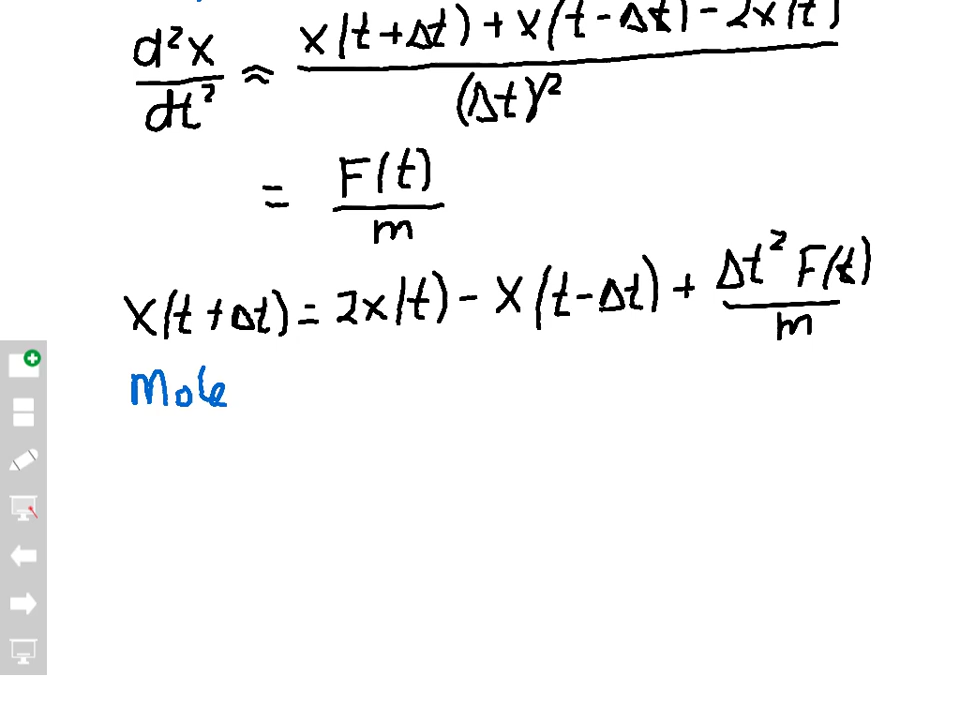 d²x/dt² ≈ (x(t+Δt) + x(t-Δt) - 2x(t))/(Δt)²
= F(t)/m
x(t+Δt) = 2x(t) - x(t-Δt) + Δt² F(t)/m
Mole